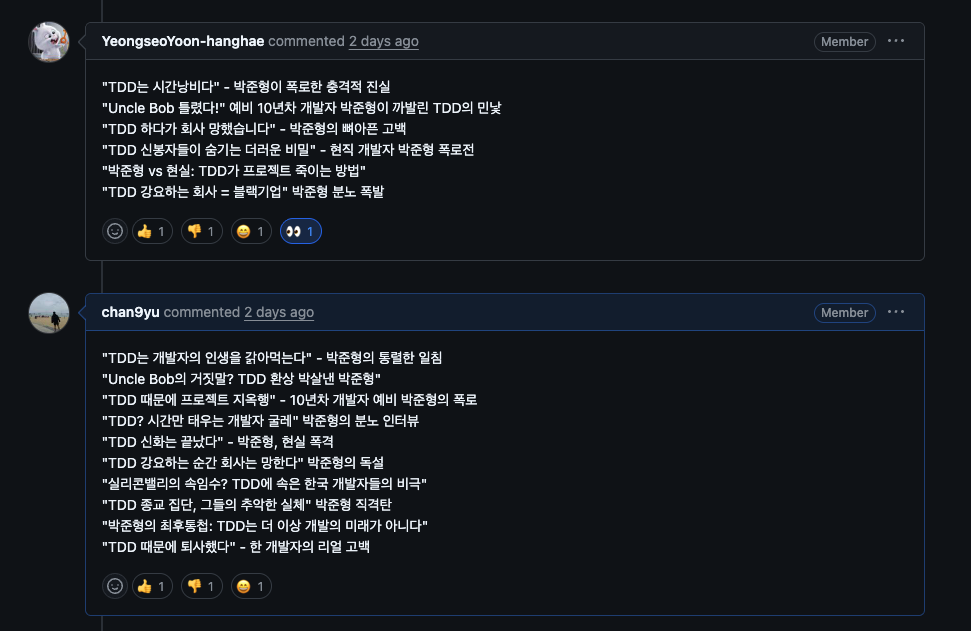 YeongseoYoon-hanghae commented 2 days ago Member
"TDD는 시간낭비다" - 박준형이 폭로한 충격적 진실
"Uncle Bob 틀렸다!" 예비 10년차 개발자 박준형이 까발린 TDD의 민낯
"TDD 하다가 회사 망했습니다" - 박준형의 뼈아픈 고백
"TDD 신봉자들이 숨기는 더러운 비밀" - 현직 개발자 박준형 폭로전
"박준형 vs 현실: TDD가 프로젝트 죽이는 방법"
"TDD 강요하는 회사 = 블랙기업" 박준형 분노 폭발
1 1 1 1
chan9yu commented 2 days ago Member
"TDD는 개발자의 인생을 갉아먹는다" - 박준형의 통렬한 일침
"Uncle Bob의 거짓말? TDD 환상 박살낸 박준형"
"TDD 때문에 프로젝트 지옥행" - 10년차 개발자 예비 박준형의 폭로
"TDD? 시간만 태우는 개발자 굴레" 박준형의 분노 인터뷰
"TDD 신화는 끝났다" - 박준형, 현실 폭격
"TDD 강요하는 순간 회사는 망한다" 박준형의 독설
"실리콘밸리의 속임수? TDD에 속은 한국 개발자들의 비극"
"TDD 종교 집단, 그들의 추악한 실체" 박준형 직격탄
"박준형의 최후통첩: TDD는 더 이상 개발의 미래가 아니다"
"TDD 때문에 퇴사했다" - 한 개발자의 리얼 고백
1 1 1